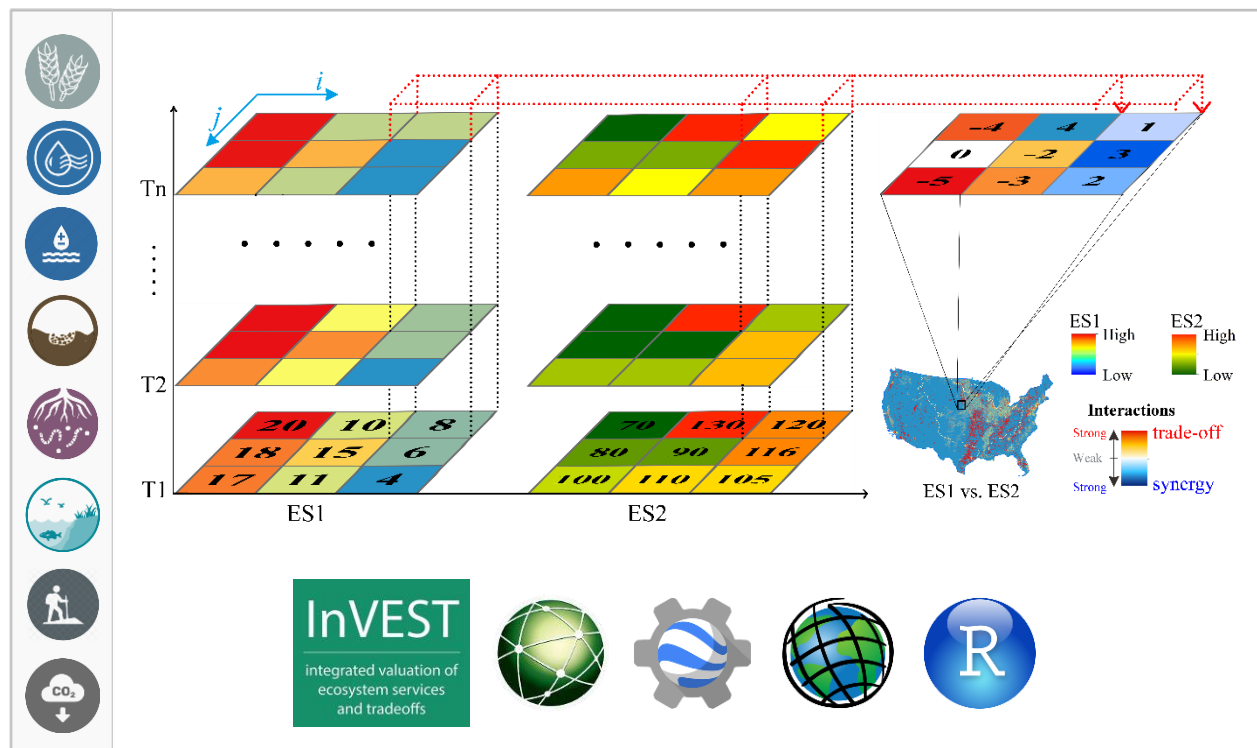 i
j
Tn
-4 4 1
0 -2 3
-5 -3 2
T2
T1
20 10 8
18 15 6
17 11 4
70 130 120
80 90 116
100 110 105
ES1
ES2
ES1
High
Low
ES2
High
Low
Interactions
Strong
trade-off
Weak
Strong
synergy
ES1 vs. ES2
CO₂
InVEST
integrated valuation of
ecosystem services
and tradeoffs
R